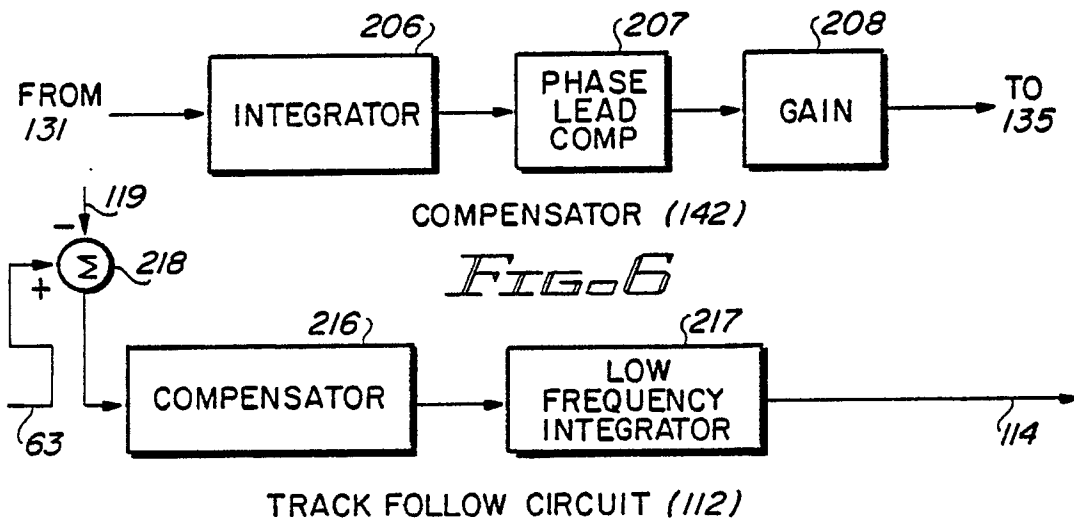 206
207
208
FROM
131
INTEGRATOR
PHASE
LEAD
COMP
GAIN
TO
135
119
COMPENSATOR (142)
−
Σ
218
+
FIG. 6
216
217
COMPENSATOR
LOW
FREQUENCY
INTEGRATOR
63
114
TRACK FOLLOW CIRCUIT (112)